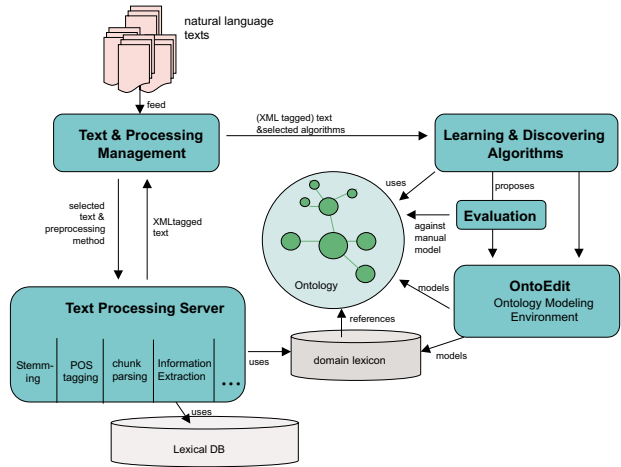 natural language
texts
feed
Text & Processing
Management
(XML tagged) text
&selected algorithms
Learning & Discovering
Algorithms
uses
proposes
selected
text &
preprocessing
method
XMLtagged
text
Evaluation
against
manual
model
Ontology
models
OntoEdit
Ontology Modeling
Environment
Text Processing Server
references
Stemm-
ing
POS
tagging
chunk
parsing
Information
Extraction
...
uses
domain lexicon
models
uses
Lexical DB